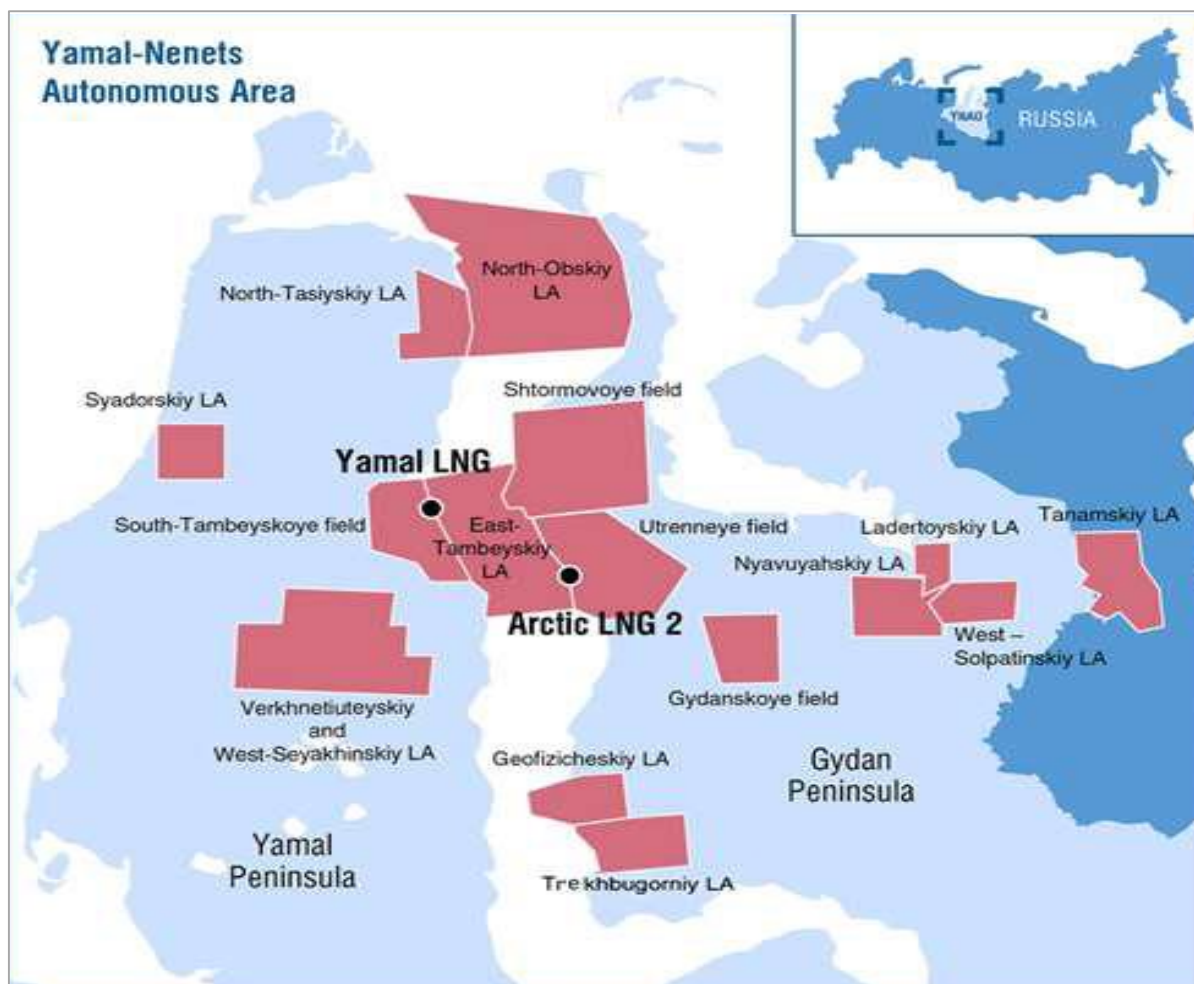 Yamal-Nenets
Autonomous Area
YNAO
RUSSIA
North-Obskiy
LA
North-Tasiyskiy LA
Shtormovoye field
Syadorskiy LA
Yamal LNG
South-Tambeyskoye field
East-
Tambeyskiy
LA
Utrenneye field
Ladertoyskiy LA
Tanamskiy LA
Nyavuyahskiy LA
Arctic LNG 2
West –
Solpatinskiy LA
Gydanskoye field
Verkhnetiuteyskiy
and
West-Seyakhinskiy LA
Geofizicheskiy LA
Gydan
Peninsula
Yamal
Peninsula
Trekhbugorniy LA